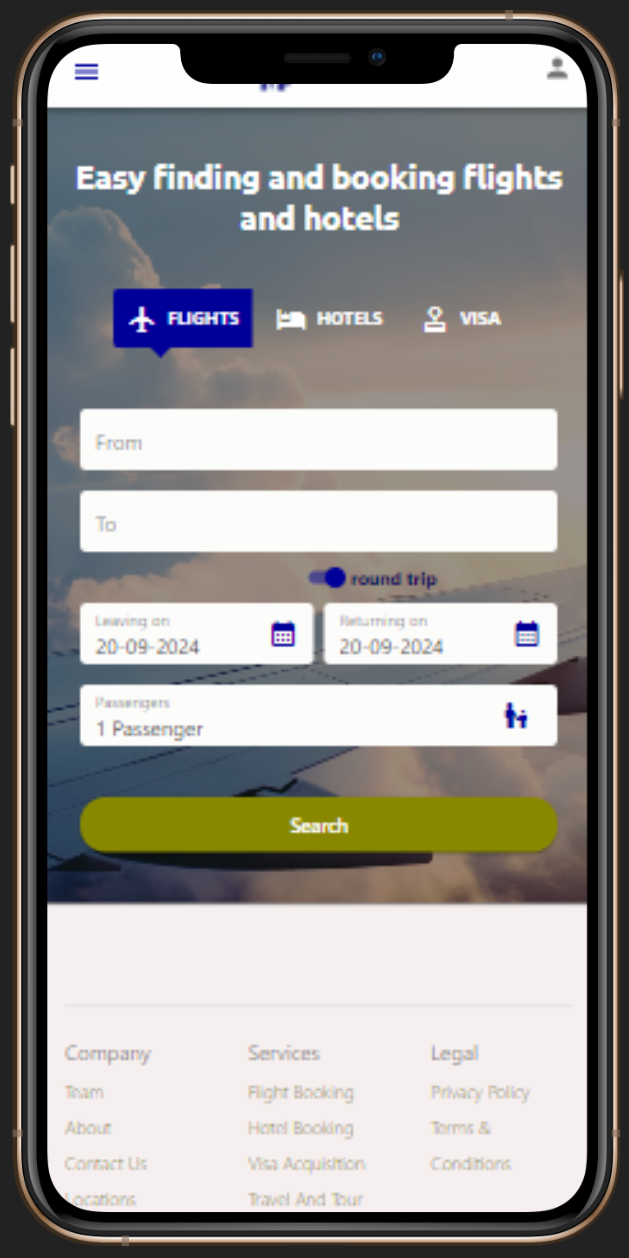 Easy finding and booking flights
and hotels
FLIGHTS HOTELS VISA
From
To
round trip
Leaving on Returning on
20-09-2024 20-09-2024
Passengers
1 Passenger
Search
Company Services Legal
Team Flight Booking Privacy Policy
About Hotel Booking Terms &
Contact Us Visa Acquisition Conditions
Locations Travel And Tour